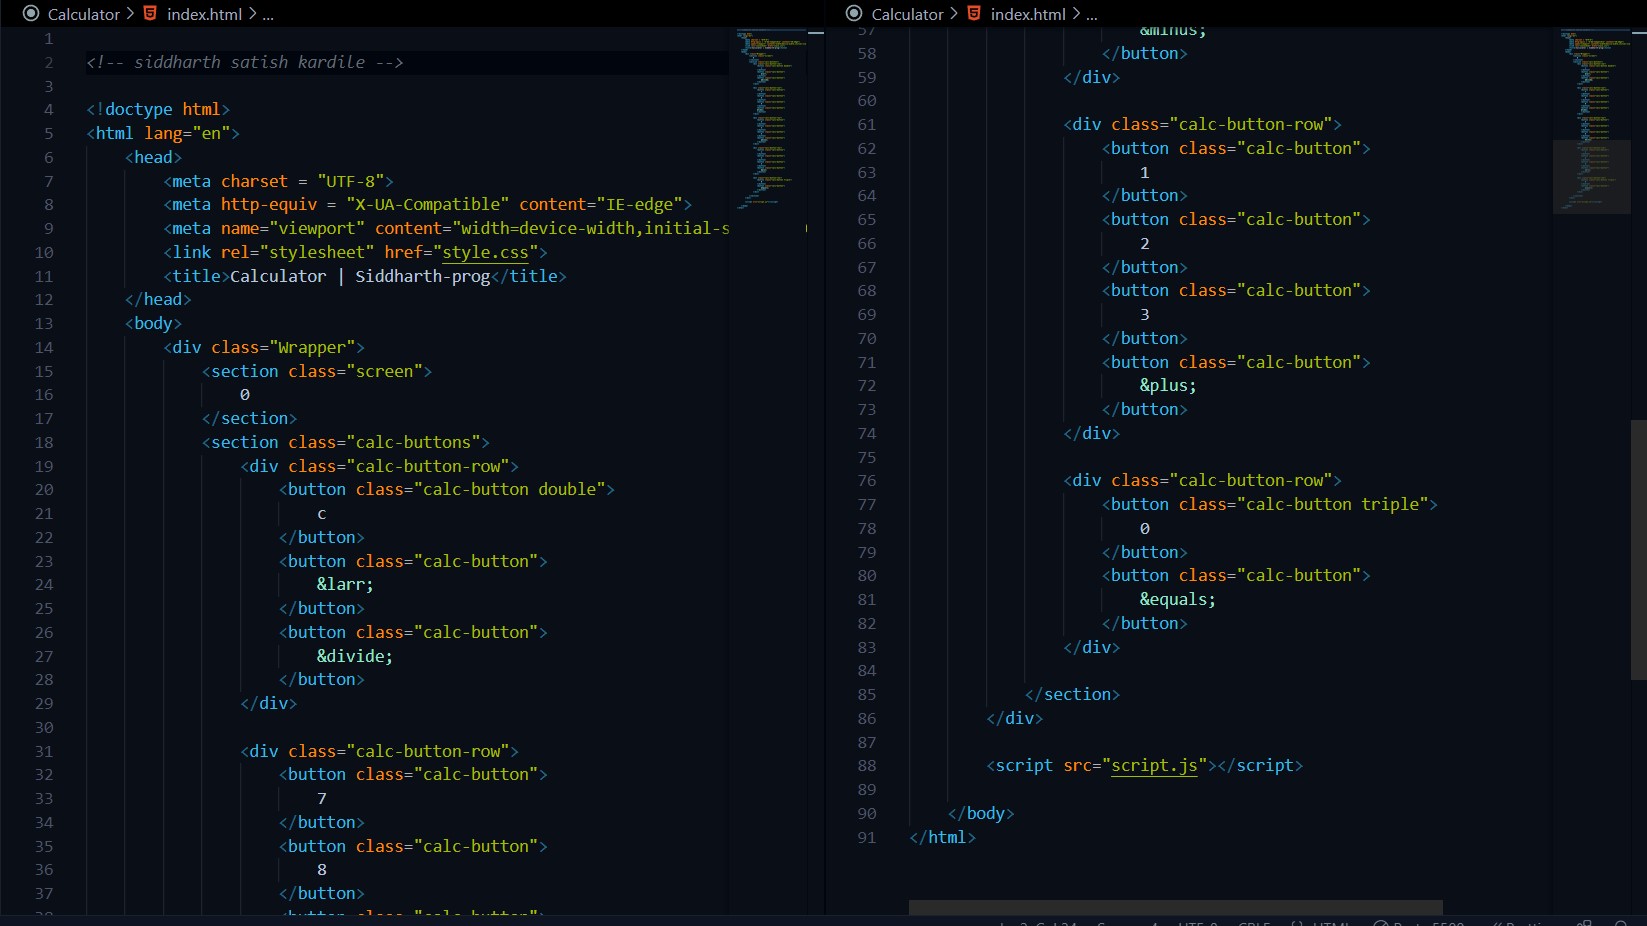 Calculator > index.html > ...
1
2 <!-- siddharth satish kardile -->
3
4 <!doctype html>
5 <html lang="en">
6 <head>
7 <meta charset = "UTF-8">
8 <meta http-equiv = "X-UA-Compatible" content="IE-edge">
9 <meta name="viewport" content="width=device-width,initial-s
10 <link rel="stylesheet" href="style.css">
11 <title>Calculator | Siddharth-prog</title>
12 </head>
13 <body>
14 <div class="Wrapper">
15 <section class="screen">
16 0
17 </section>
18 <section class="calc-buttons">
19 <div class="calc-button-row">
20 <button class="calc-button double">
21 c
22 </button>
23 <button class="calc-button">
24 &larr;
25 </button>
26 <button class="calc-button">
27 &divide;
28 </button>
29 </div>
30
31 <div class="calc-button-row">
32 <button class="calc-button">
33 7
34 </button>
35 <button class="calc-button">
36 8
37 </button>
38 <button class="calc-button">
Calculator > index.html > ...
57 &minus;
58 </button>
59 </div>
60
61 <div class="calc-button-row">
62 <button class="calc-button">
63 1
64 </button>
65 <button class="calc-button">
66 2
67 </button>
68 <button class="calc-button">
69 3
70 </button>
71 <button class="calc-button">
72 &plus;
73 </button>
74 </div>
75
76 <div class="calc-button-row">
77 <button class="calc-button triple">
78 0
79 </button>
80 <button class="calc-button">
81 &equals;
82 </button>
83 </div>
84
85 </section>
86 </div>
87
88 <script src="script.js"></script>
89
90 </body>
91 </html>